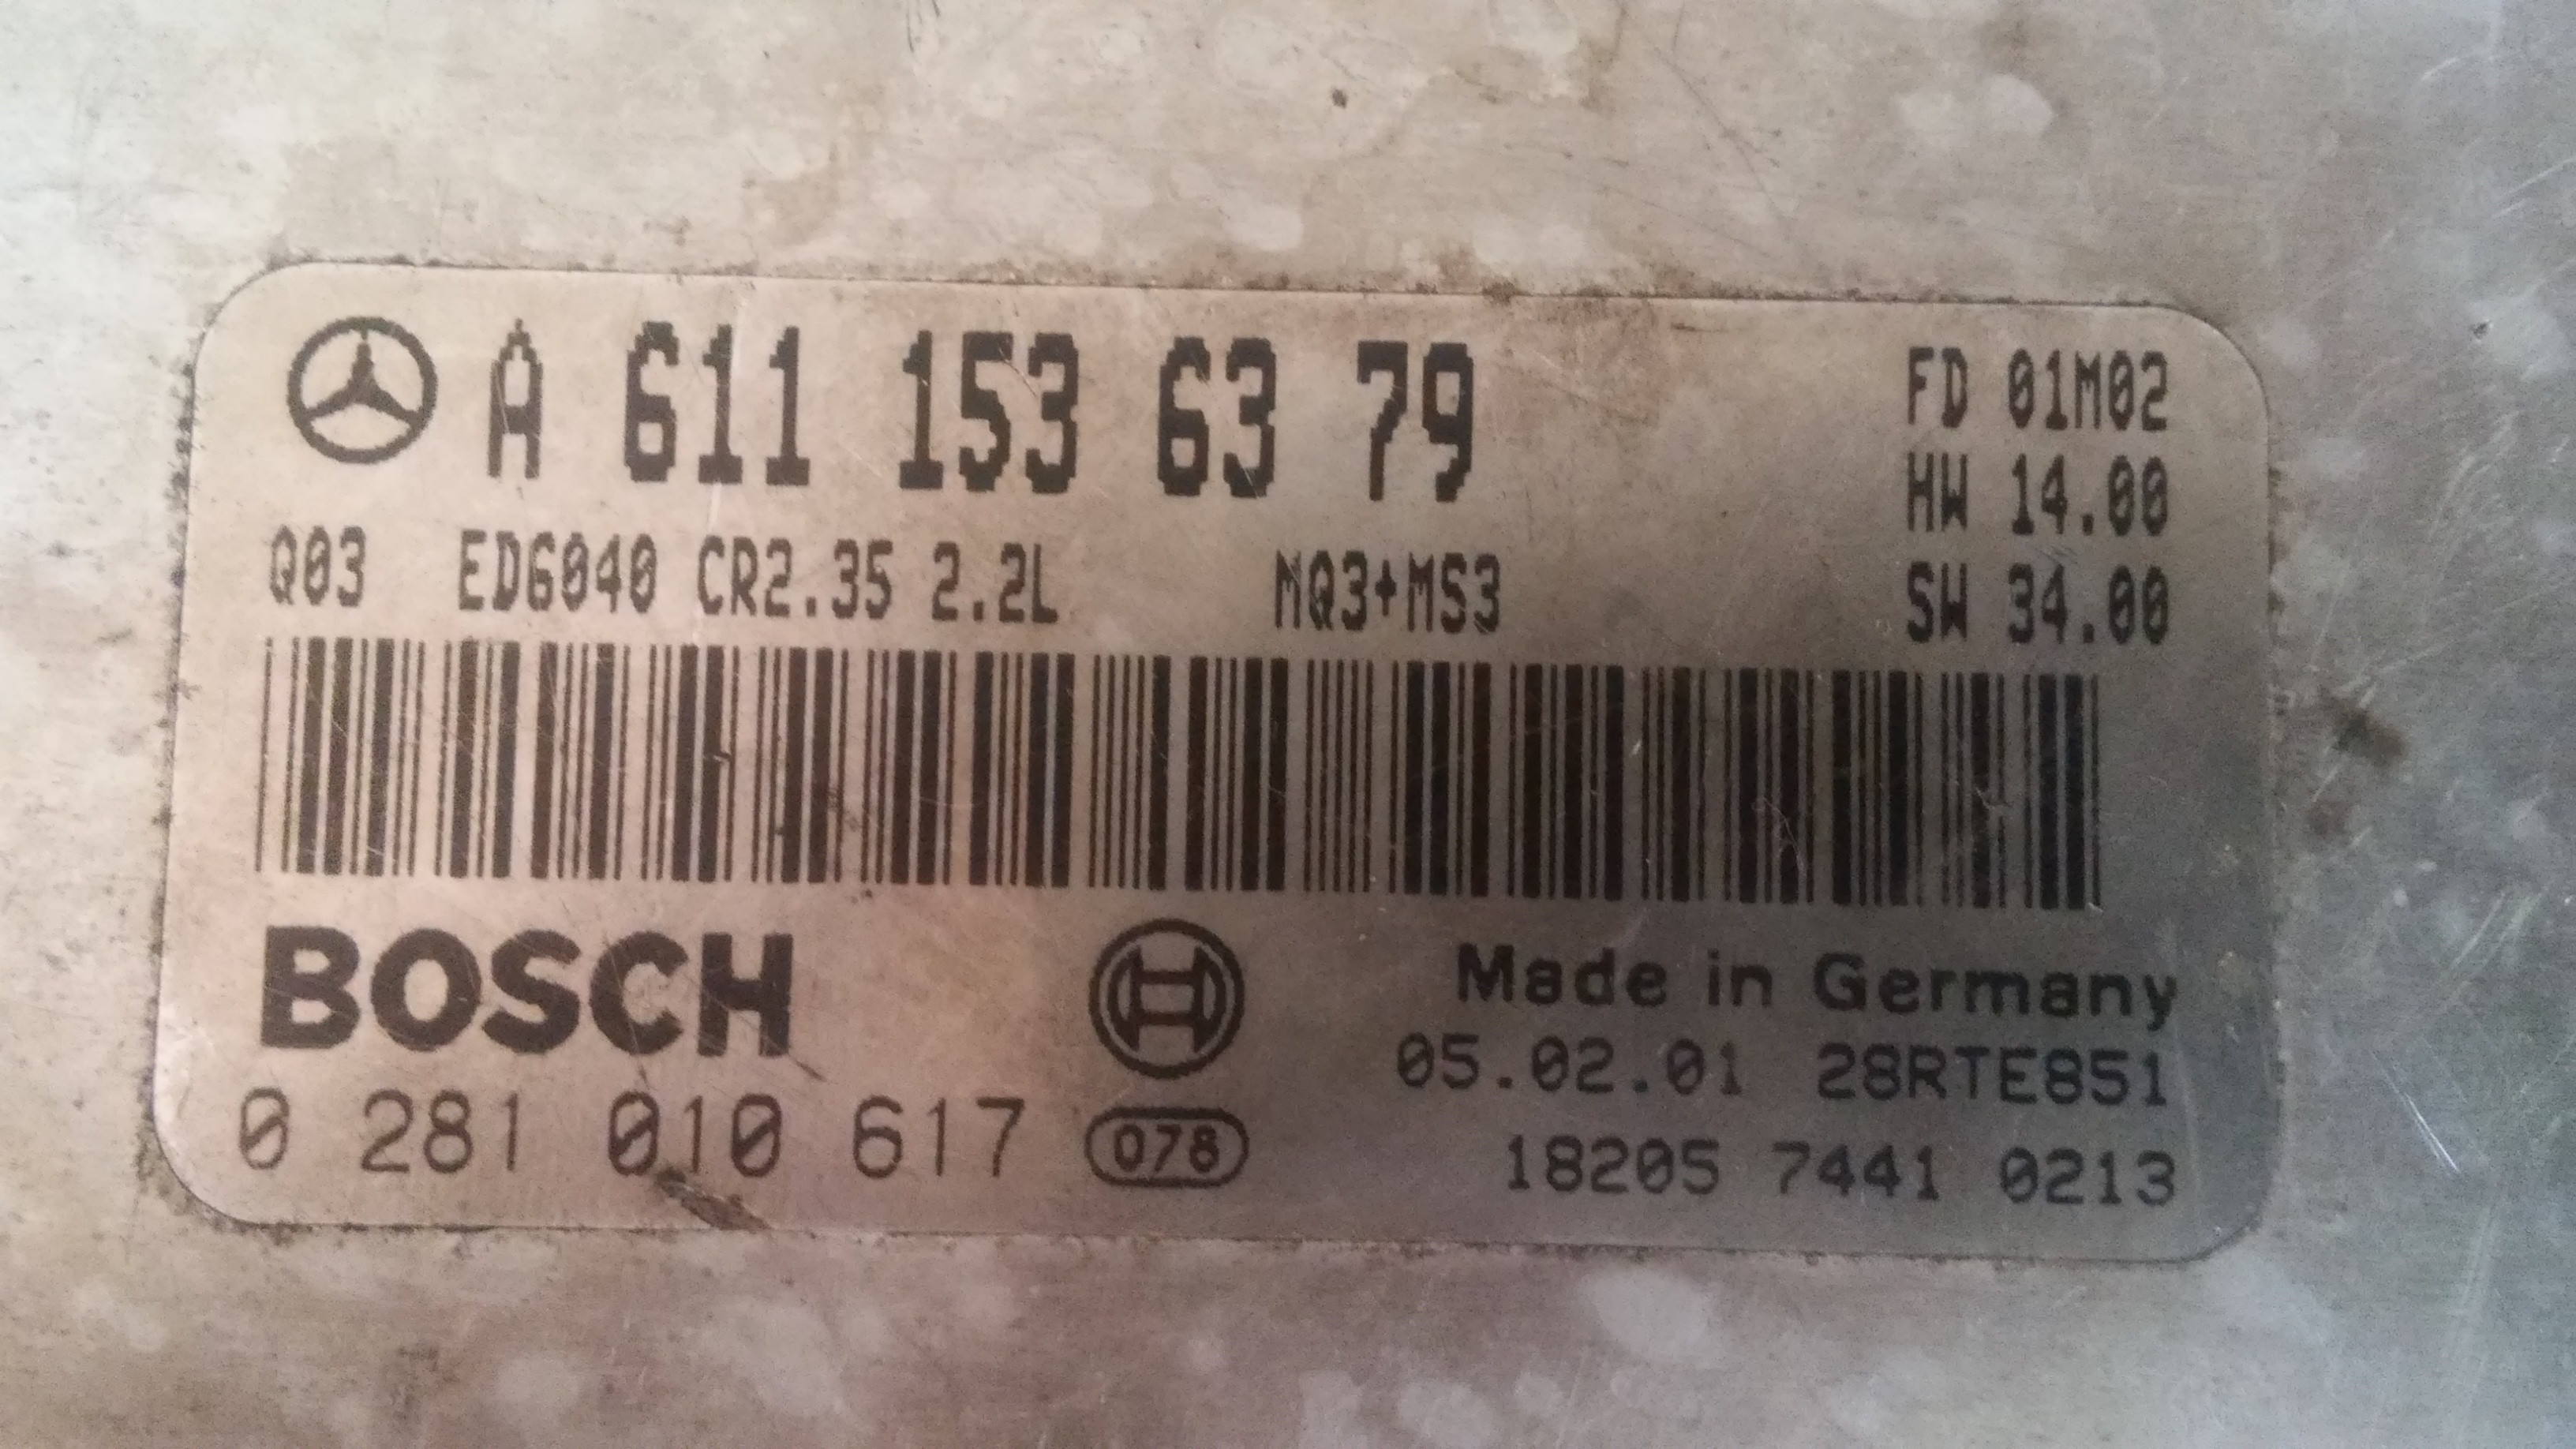 A 611 153 63 79
FD 01M02
HW 14.00
Q03 ED6040 CR2.35 2.2L MQ3+MS3
SW 34.00
BOSCH
Made in Germany
05.02.01 28RTE851
0 281 010 617 078
18205 7441 0213